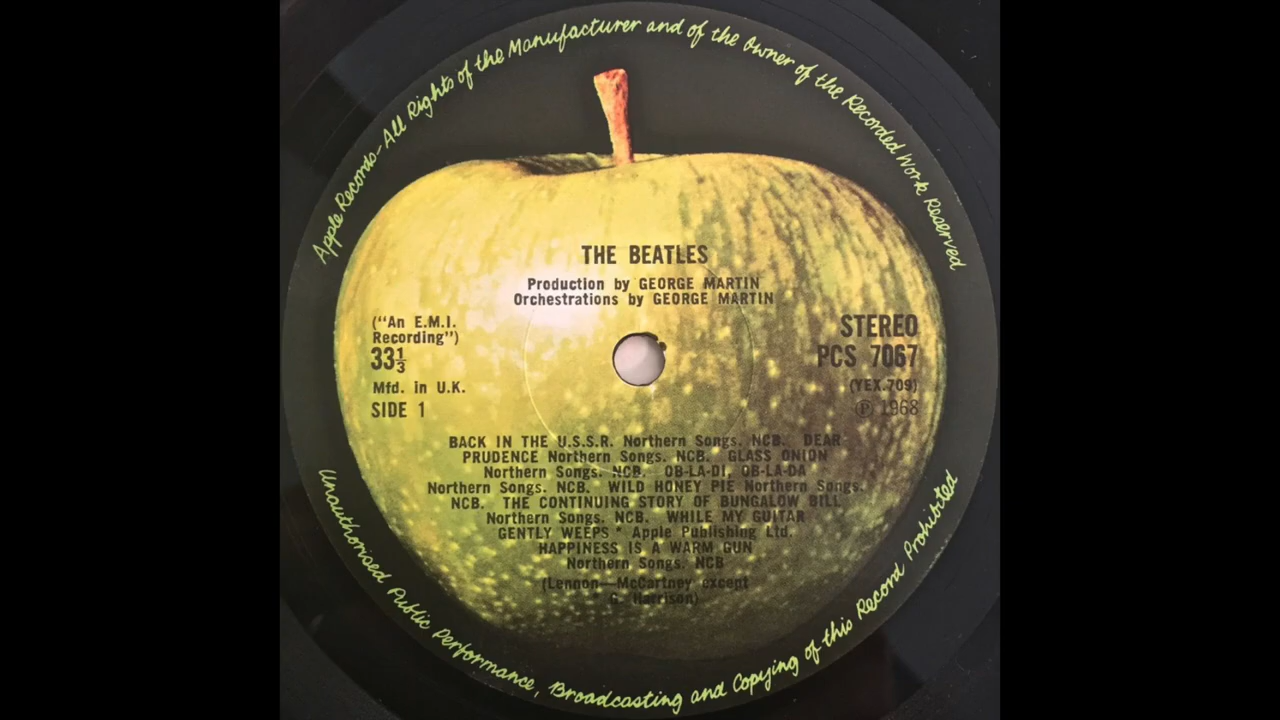 Apple Records - All Rights of the Manufacturer and of the Owner of the Recorded Work Reserved
THE BEATLES
Production by GEORGE MARTIN
Orchestrations by GEORGE MARTIN
("An E.M.I.
Recording")
33⅓
Mfd. in U.K.
SIDE 1
STEREO
PCS 7067
(YEX.709)
℗ 1968
BACK IN THE U.S.S.R. Northern Songs. NCB. DEAR
PRUDENCE Northern Songs. NCB. GLASS ONION
Northern Songs. NCB. OB-LA-DI, OB-LA-DA
Northern Songs. NCB. WILD HONEY PIE Northern Songs.
NCB. THE CONTINUING STORY OF BUNGALOW BILL
Northern Songs. NCB. WHILE MY GUITAR
GENTLY WEEPS * Apple Publishing Ltd.
HAPPINESS IS A WARM GUN
Northern Songs. NCB
(Lennon—McCartney except
* G. Harrison)
Unauthorised Public Performance, Broadcasting and Copying of this Record Prohibited